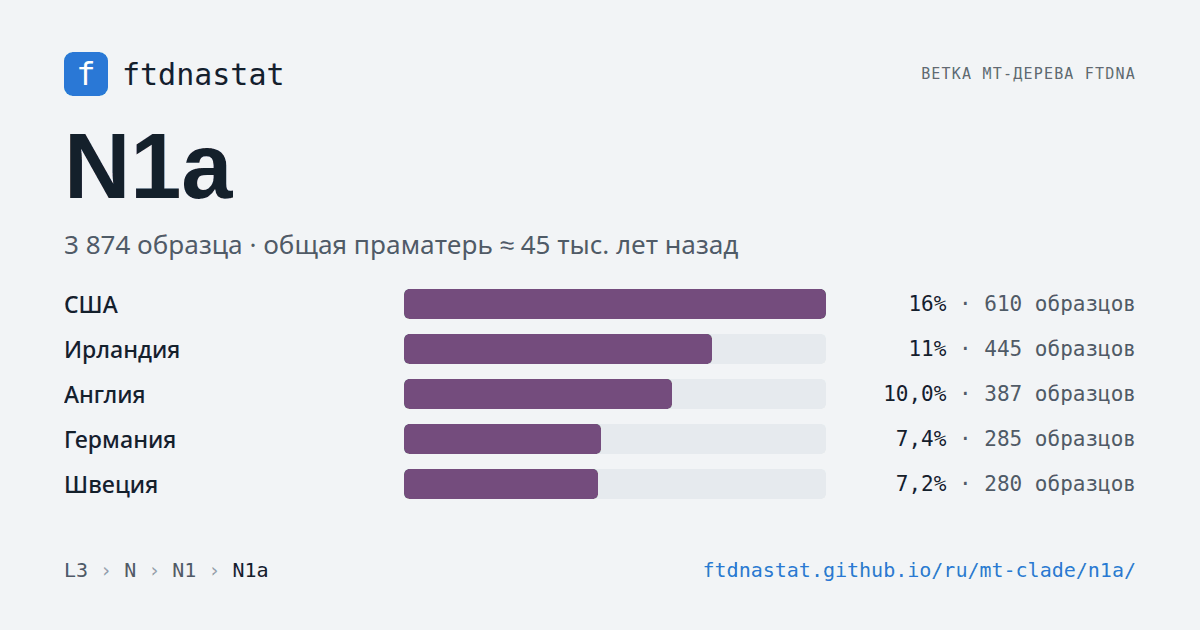 f ftdnastat
ВЕТКА МТ-ДЕРЕВА FTDNA
N1a
3 874 образца · общая праматерь ≈ 45 тыс. лет назад
США 16% · 610 образцов
Ирландия 11% · 445 образцов
Англия 10,0% · 387 образцов
Германия 7,4% · 285 образцов
Швеция 7,2% · 280 образцов
L3 › N › N1 › N1a
ftdnastat.github.io/ru/mt-clade/n1a/